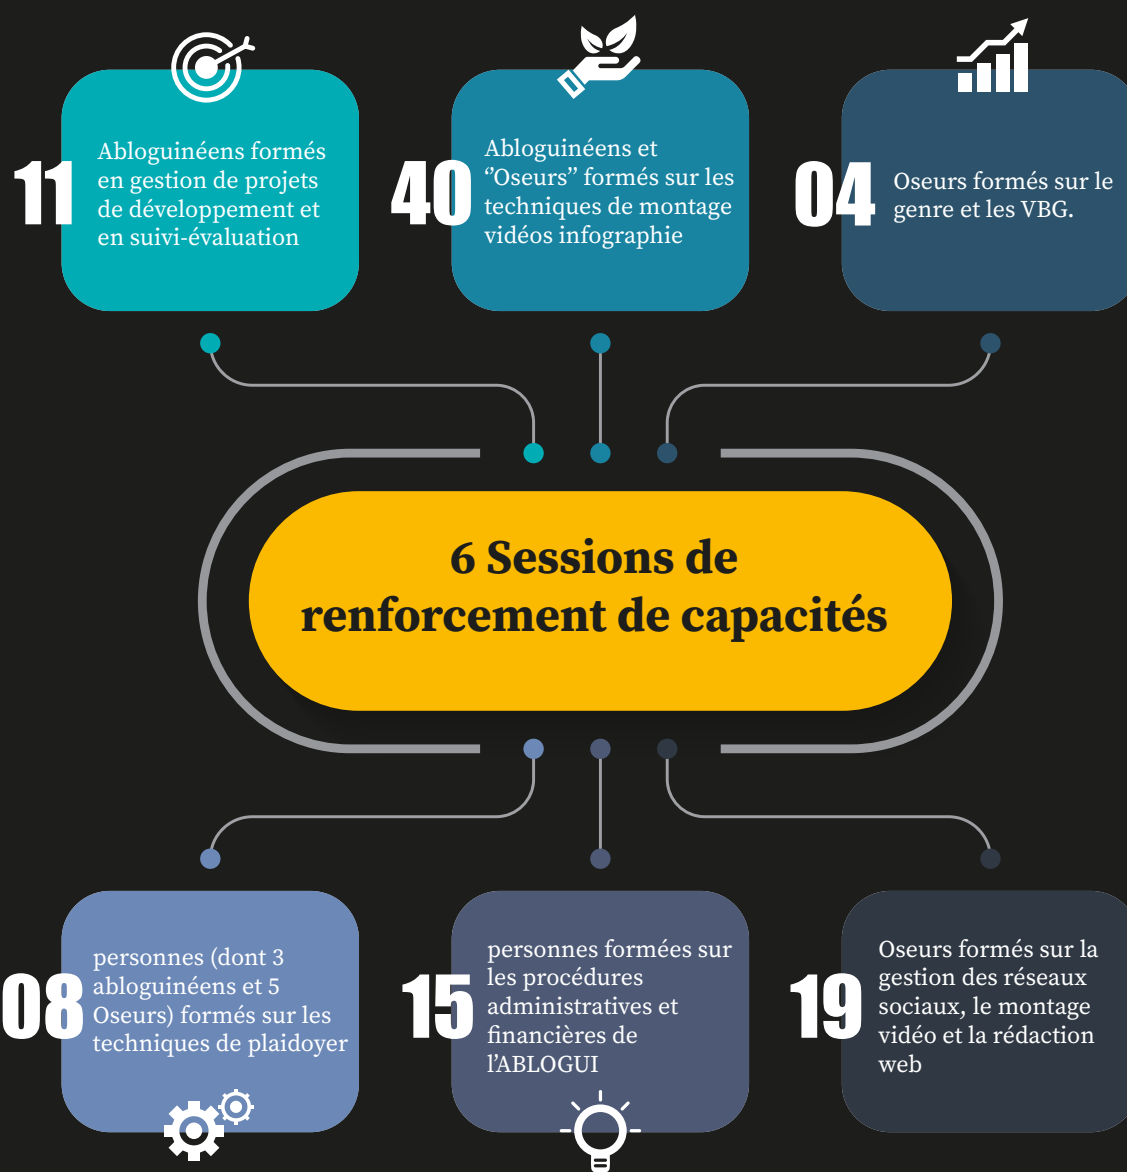 11
Abloguinéens formés
en gestion de projets
de développement et
en suivi-évaluation
40
Abloguinéens et
‘’Oseurs’’ formés sur les
techniques de montage
vidéos infographie
04
Oseurs formés sur le
genre et les VBG.
6 Sessions de
renforcement de capacités
08
personnes (dont 3
abloguinéens et 5
Oseurs) formés sur les
techniques de plaidoyer
15
personnes formées sur
les procédures
administratives et
financières de
l’ABLOGUI
19
Oseurs formés sur la
gestion des réseaux
sociaux, le montage
vidéo et la rédaction
web